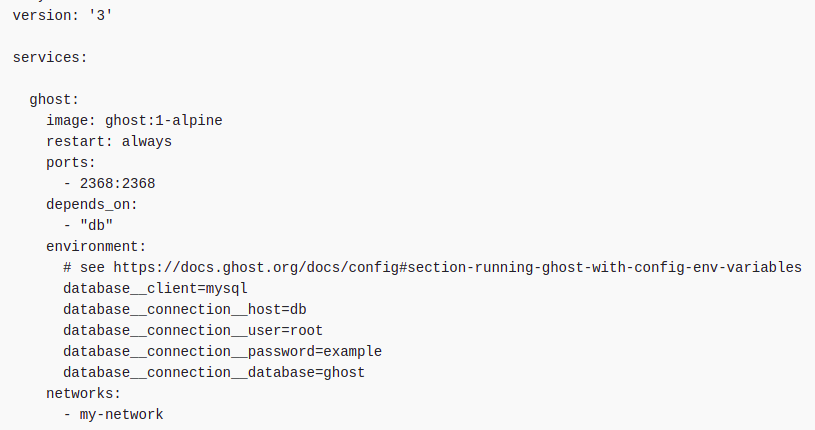 version: '3'
services:
ghost:
image: ghost:1-alpine
restart: always
ports:
- 2368:2368
depends_on:
- "db"
environment:
# see https://docs.ghost.org/docs/config#section-running-ghost-with-config-env-variables
database__client=mysql
database__connection__host=db
database__connection__user=root
database__connection__password=example
database__connection__database=ghost
networks:
- my-network